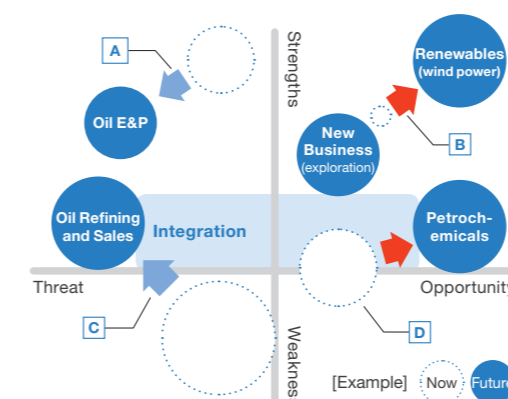 A
Strengths
Renewables
(wind power)
Oil E&P
New
Business
(exploration)
B
Oil Refining
and Sales
Integration
Petroch-
emicals
Threat
Opportunity
C
D
Weaknes
[Example]
Now
Future